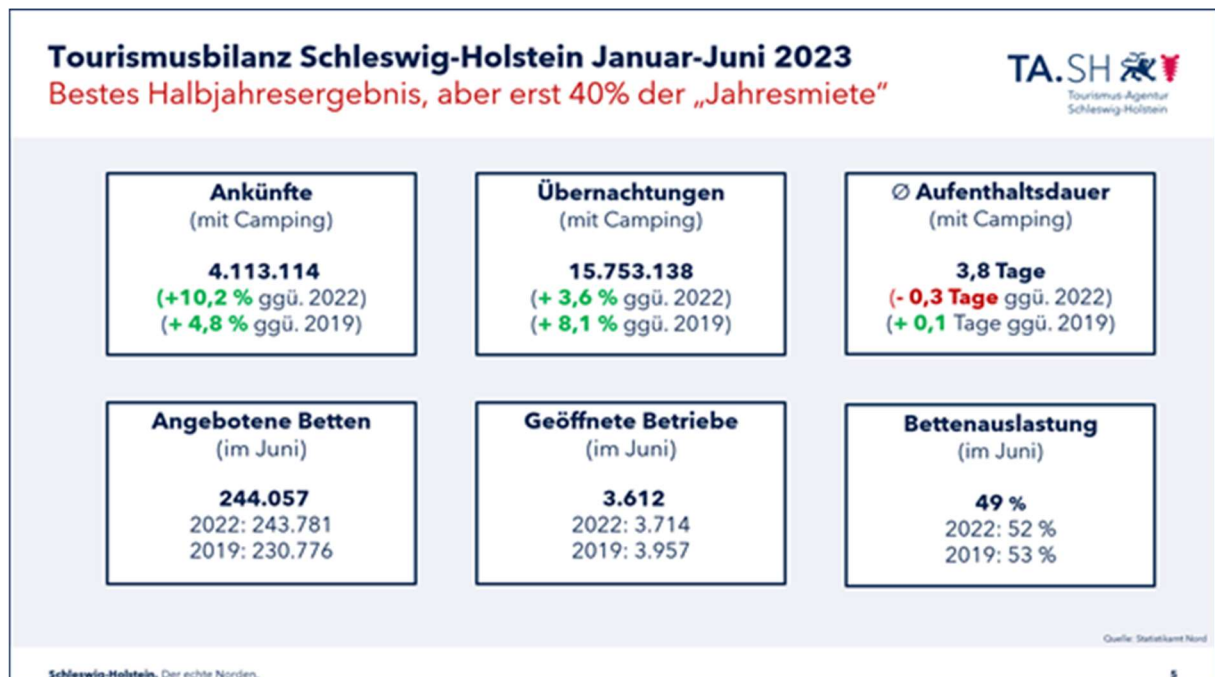 Tourismusbilanz Schleswig-Holstein Januar-Juni 2023
Bestes Halbjahresergebnis, aber erst 40% der „Jahresmiete“
TA.SH
Tourismus-Agentur
Schleswig-Holstein
Ankünfte
(mit Camping)
4.113.114
(+10,2 % ggü. 2022)
(+ 4,8 % ggü. 2019)
Übernachtungen
(mit Camping)
15.753.138
(+ 3,6 % ggü. 2022)
(+ 8,1 % ggü. 2019)
Ø Aufenthaltsdauer
(mit Camping)
3,8 Tage
(- 0,3 Tage ggü. 2022)
(+ 0,1 Tage ggü. 2019)
Angebotene Betten
(im Juni)
244.057
2022: 243.781
2019: 230.776
Geöffnete Betriebe
(im Juni)
3.612
2022: 3.714
2019: 3.957
Bettenauslastung
(im Juni)
49 %
2022: 52 %
2019: 53 %
Quelle: Statistikamt Nord
Schleswig-Holstein. Der echte Norden.
5